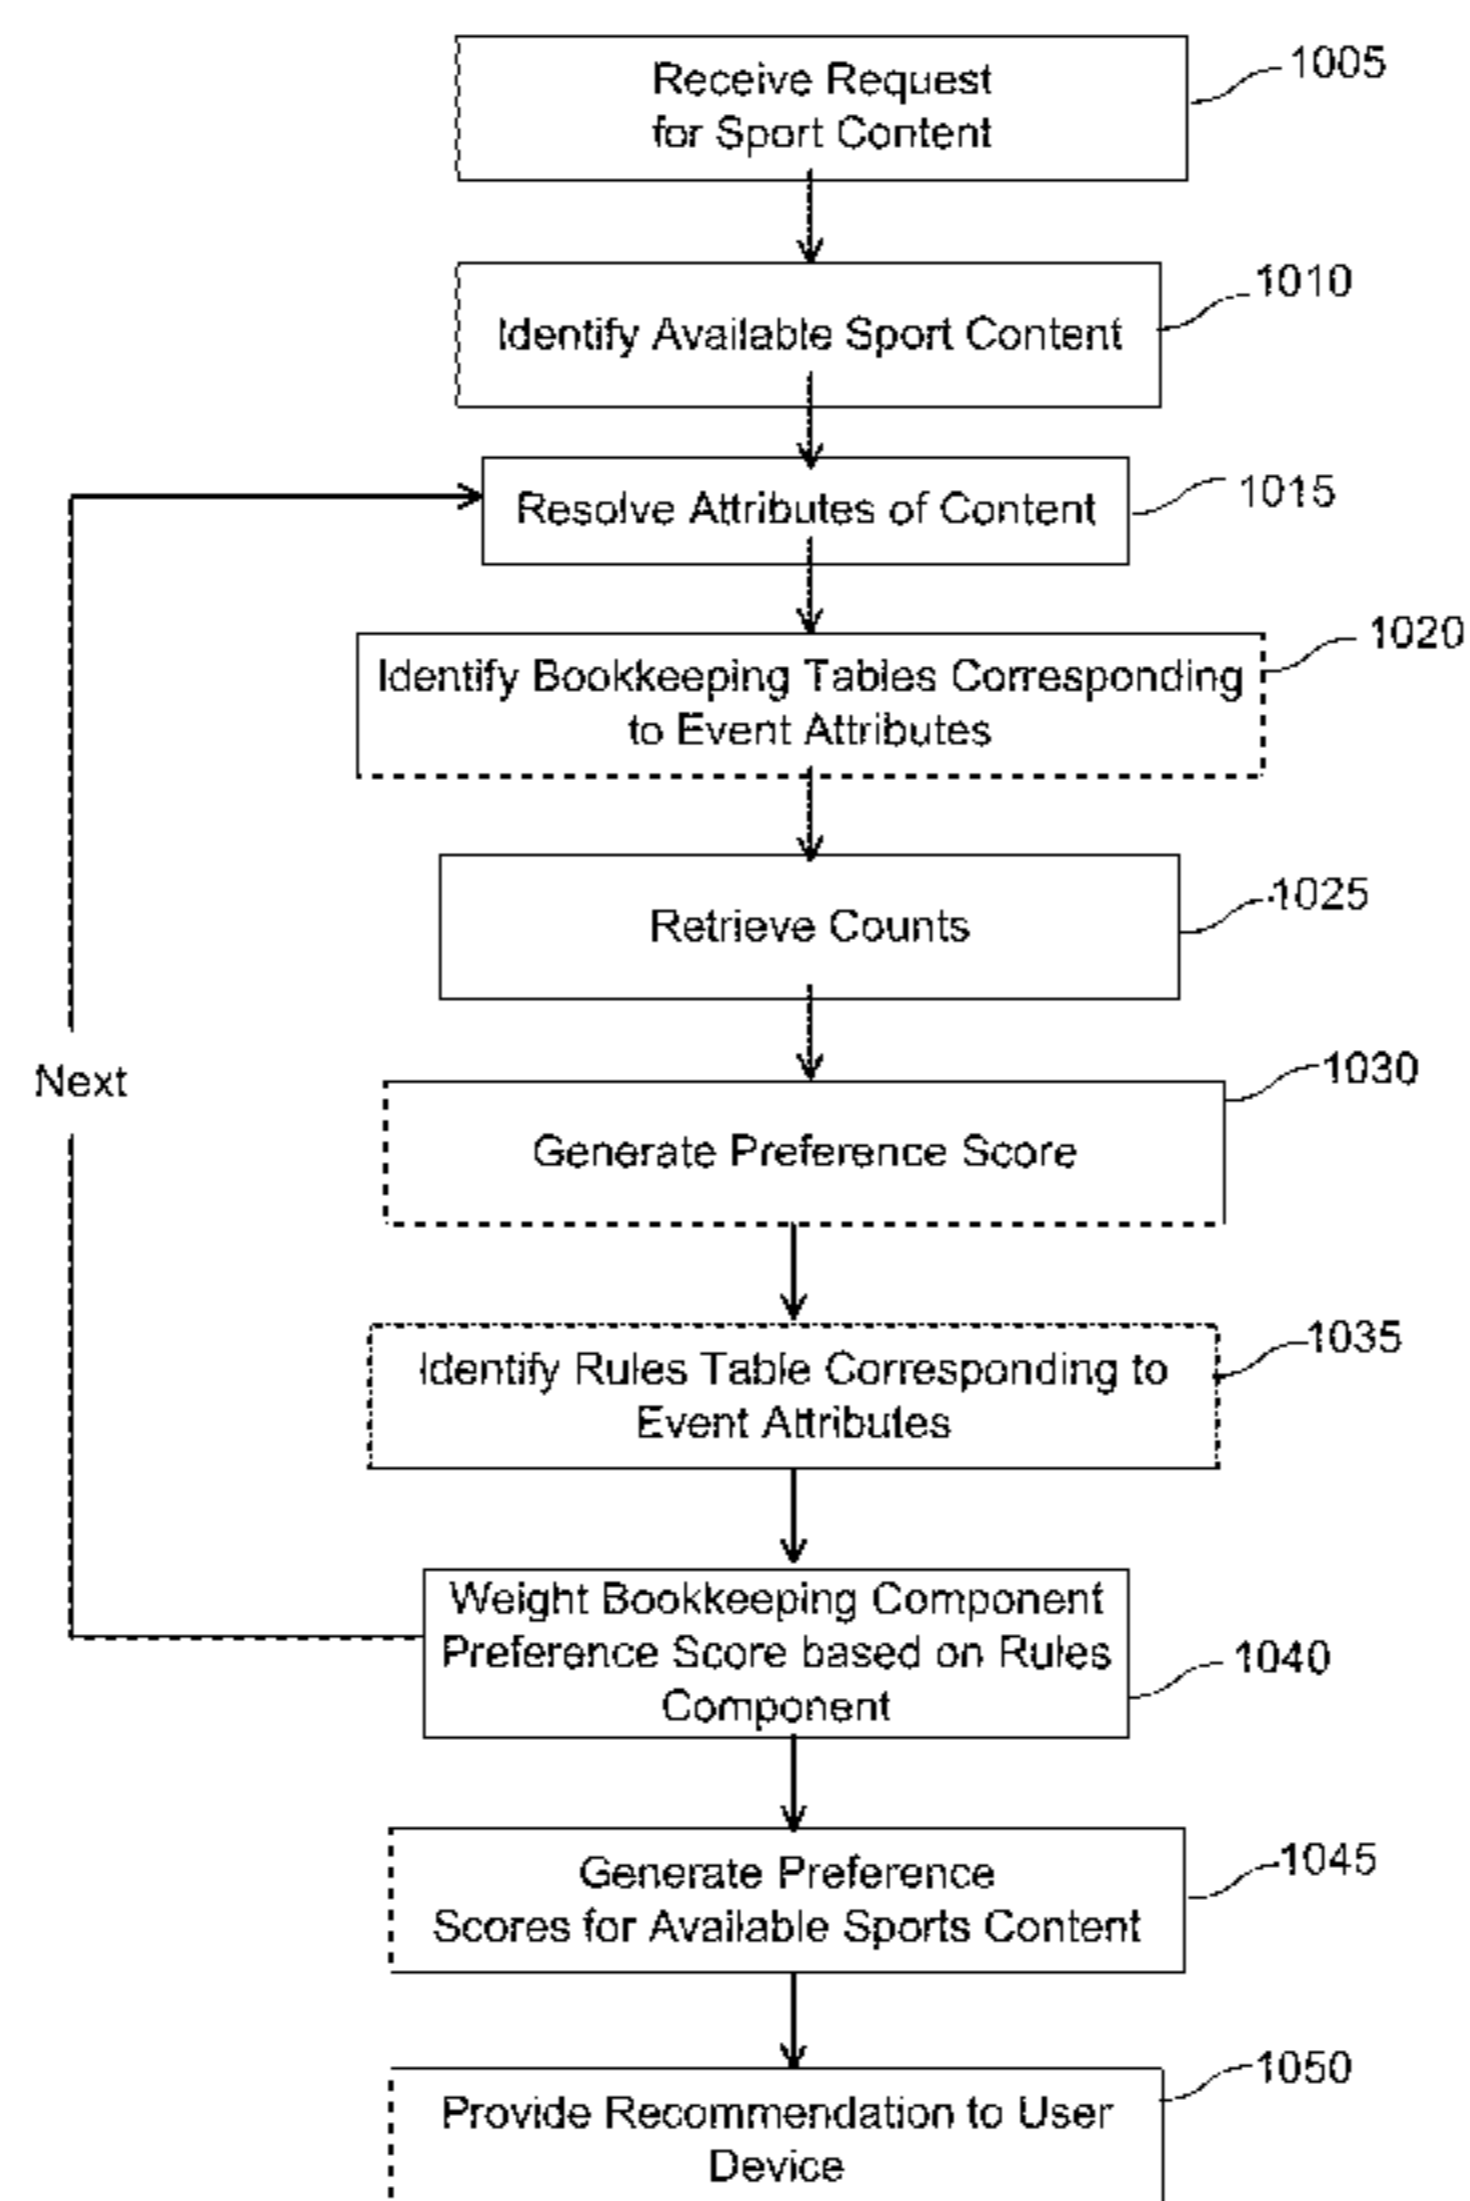 Receive Request
for Sport Content
1005
Identify Available Sport Content
1010
Resolve Attributes of Content
1015
Identify Bookkeeping Tables Corresponding
to Event Attributes
1020
Retrieve Counts
1025
Next
Generate Preference Score
1030
Identify Rules Table Corresponding to
Event Attributes
1035
Weight Bookkeeping Component
Preference Score based on Rules
Component
1040
Generate Preference
Scores for Available Sports Content
1045
Provide Recommendation to User
Device
1050